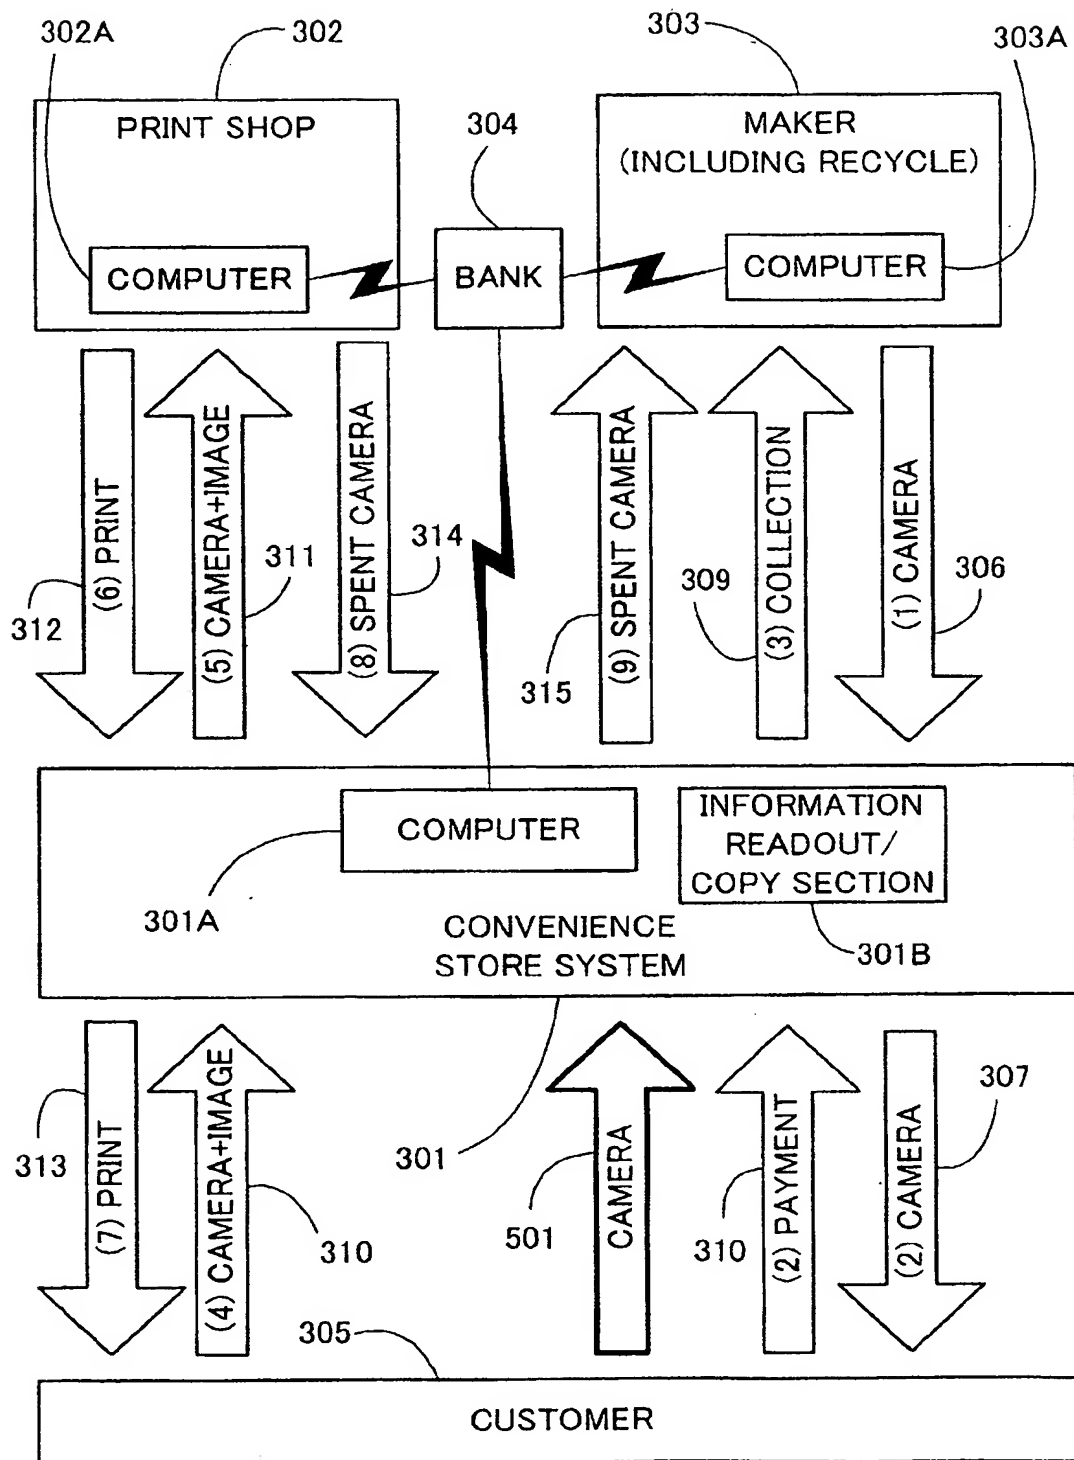 302A
302
303
303A
PRINT SHOP
304
MAKER
(INCLUDING RECYCLE)
COMPUTER
BANK
COMPUTER
(6) PRINT
312
(5) CAMERA+IMAGE
311
(8) SPENT CAMERA
314
(9) SPENT CAMERA
315
(3) COLLECTION
309
(1) CAMERA
306
COMPUTER
INFORMATION
READOUT/
COPY SECTION
301A
CONVENIENCE
STORE SYSTEM
301B
(7) PRINT
313
(4) CAMERA+IMAGE
310
301
CAMERA
501
(2) PAYMENT
310
(2) CAMERA
307
305
CUSTOMER